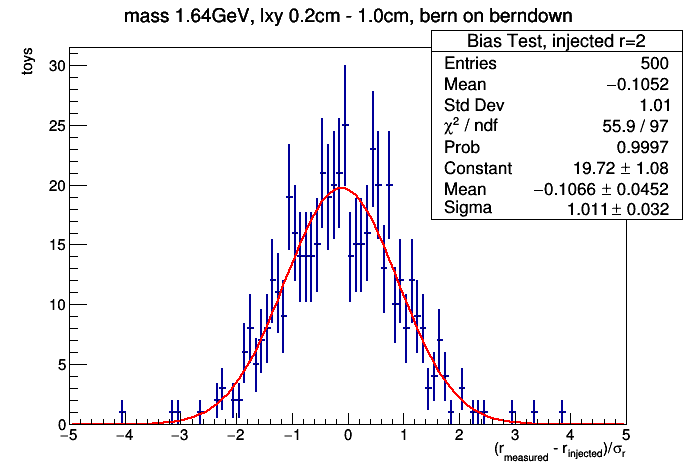 mass 1.64GeV, lxy 0.2cm - 1.0cm, bern on berndown
Bias Test, injected r=2
Entries 500
Mean −0.1052
Std Dev 1.01
χ² / ndf 55.9 / 97
Prob 0.9997
Constant 19.72 ± 1.08
Mean −0.1066 ± 0.0452
Sigma 1.011 ± 0.032
toys
30
25
20
15
10
5
0
−5 −4 −3 −2 −1 0 1 2 3 4 5
(r_measured - r_injected)/σ_r